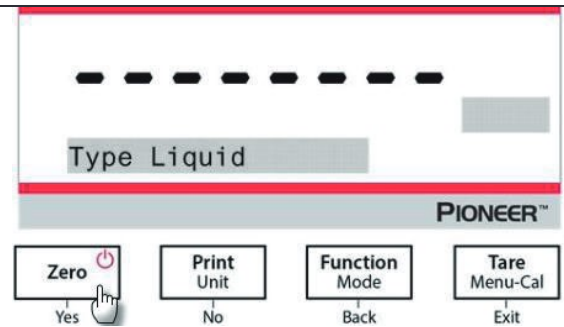 --------
Type Liquid
PIONEER™
Zero Print Function Tare
Unit Mode Menu-Cal
Yes No Back Exit